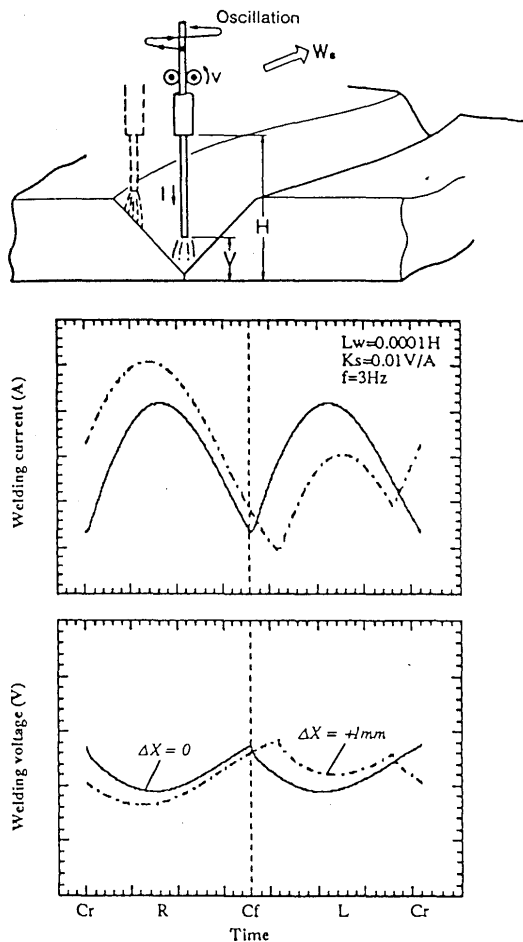 Oscillation
v
Ws
I
H
V
Lw=0.0001H
Ks=0.01V/A
f=3Hz
Welding current (A)
ΔX = 0
ΔX = +1mm
Welding voltage (V)
Cr R Cf L Cr
Time